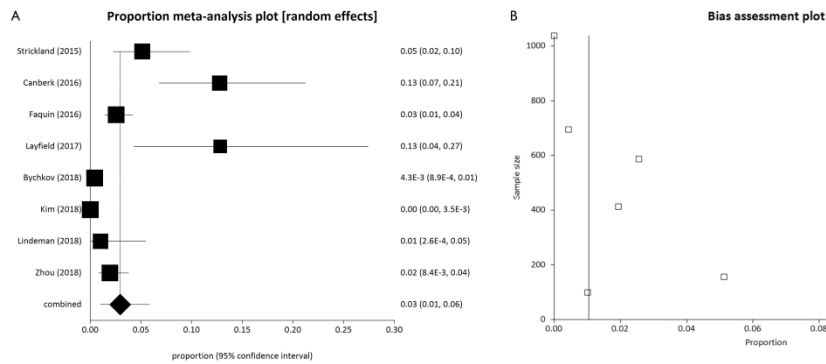 A
Proportion meta-analysis plot [random effects]
Strickland (2015) 0.05 (0.02, 0.10)
Canberk (2016) 0.13 (0.07, 0.21)
Faquin (2016) 0.03 (0.01, 0.04)
Layfield (2017) 0.13 (0.04, 0.27)
Bychkov (2018) 4.3E-3 (8.9E-4, 0.01)
Kim (2018) 0.00 (0.00, 3.5E-3)
Lindeman (2018) 0.01 (2.6E-4, 0.05)
Zhou (2018) 0.02 (8.4E-3, 0.04)
combined 0.03 (0.01, 0.06)
0.00 0.05 0.10 0.15 0.20 0.25 0.30
proportion (95% confidence interval)
B
Bias assessment plot
Sample size
1000
800
600
400
200
0
0.00 0.02 0.04 0.06 0.08
Proportion